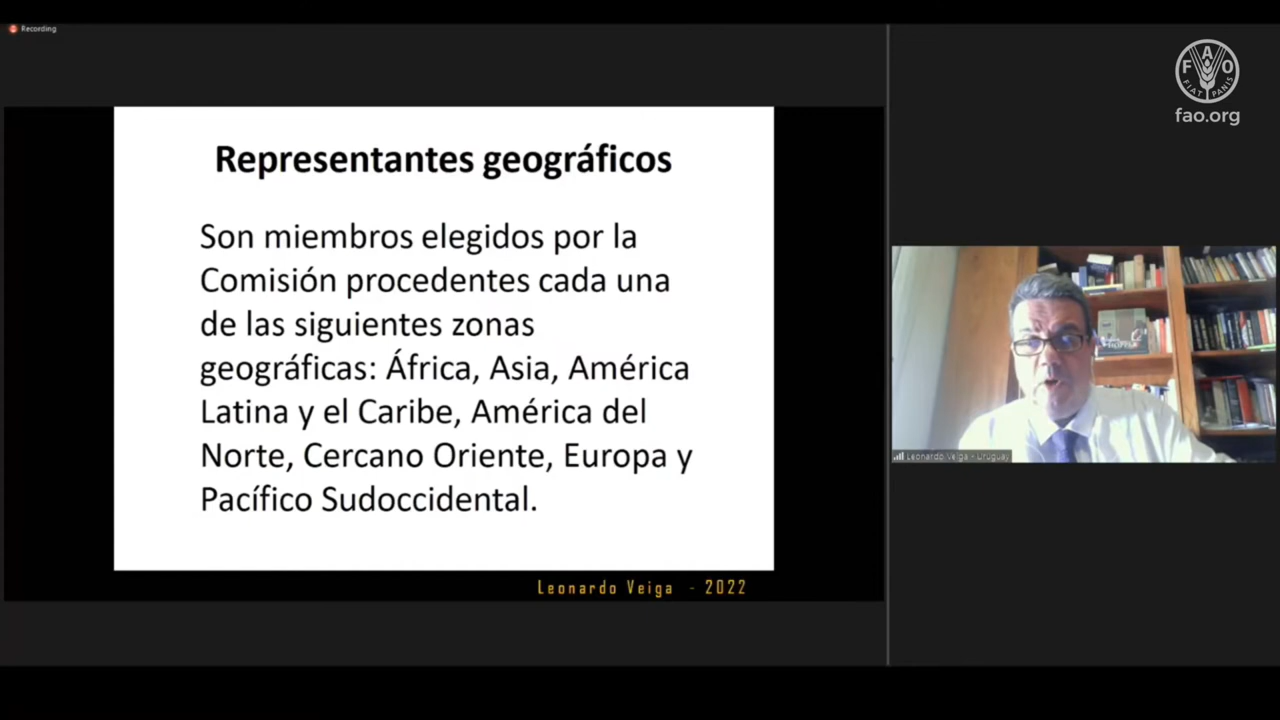 Recording
FAO
FIAT PANIS
fao.org
Representantes geográficos
Son miembros elegidos por la
Comisión procedentes cada una
de las siguientes zonas
geográficas: África, Asia, América
Latina y el Caribe, América del
Norte, Cercano Oriente, Europa y
Pacífico Sudoccidental.
Leonardo Veiga - Uruguay
Leonardo Veiga - 2022